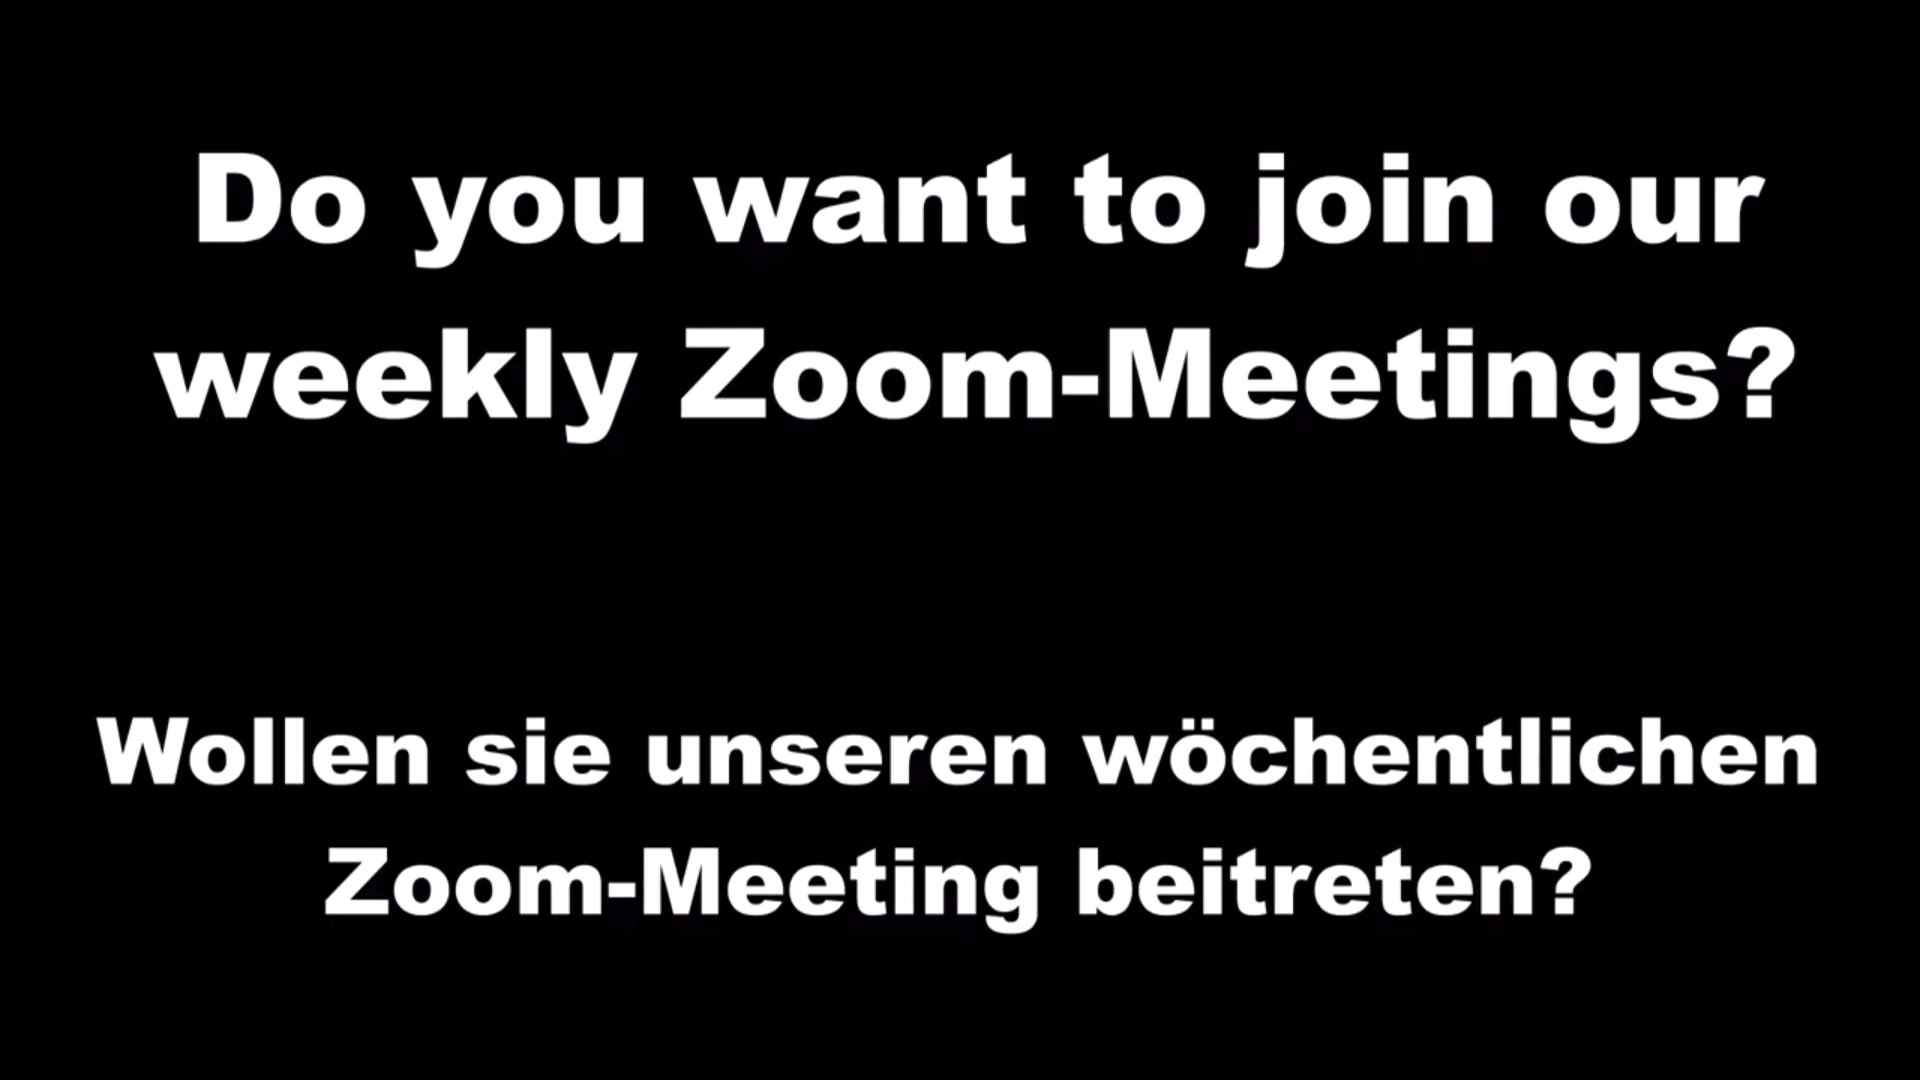 Do you want to join our
weekly Zoom-Meetings?
Wollen sie unseren wöchentlichen
Zoom-Meeting beitreten?